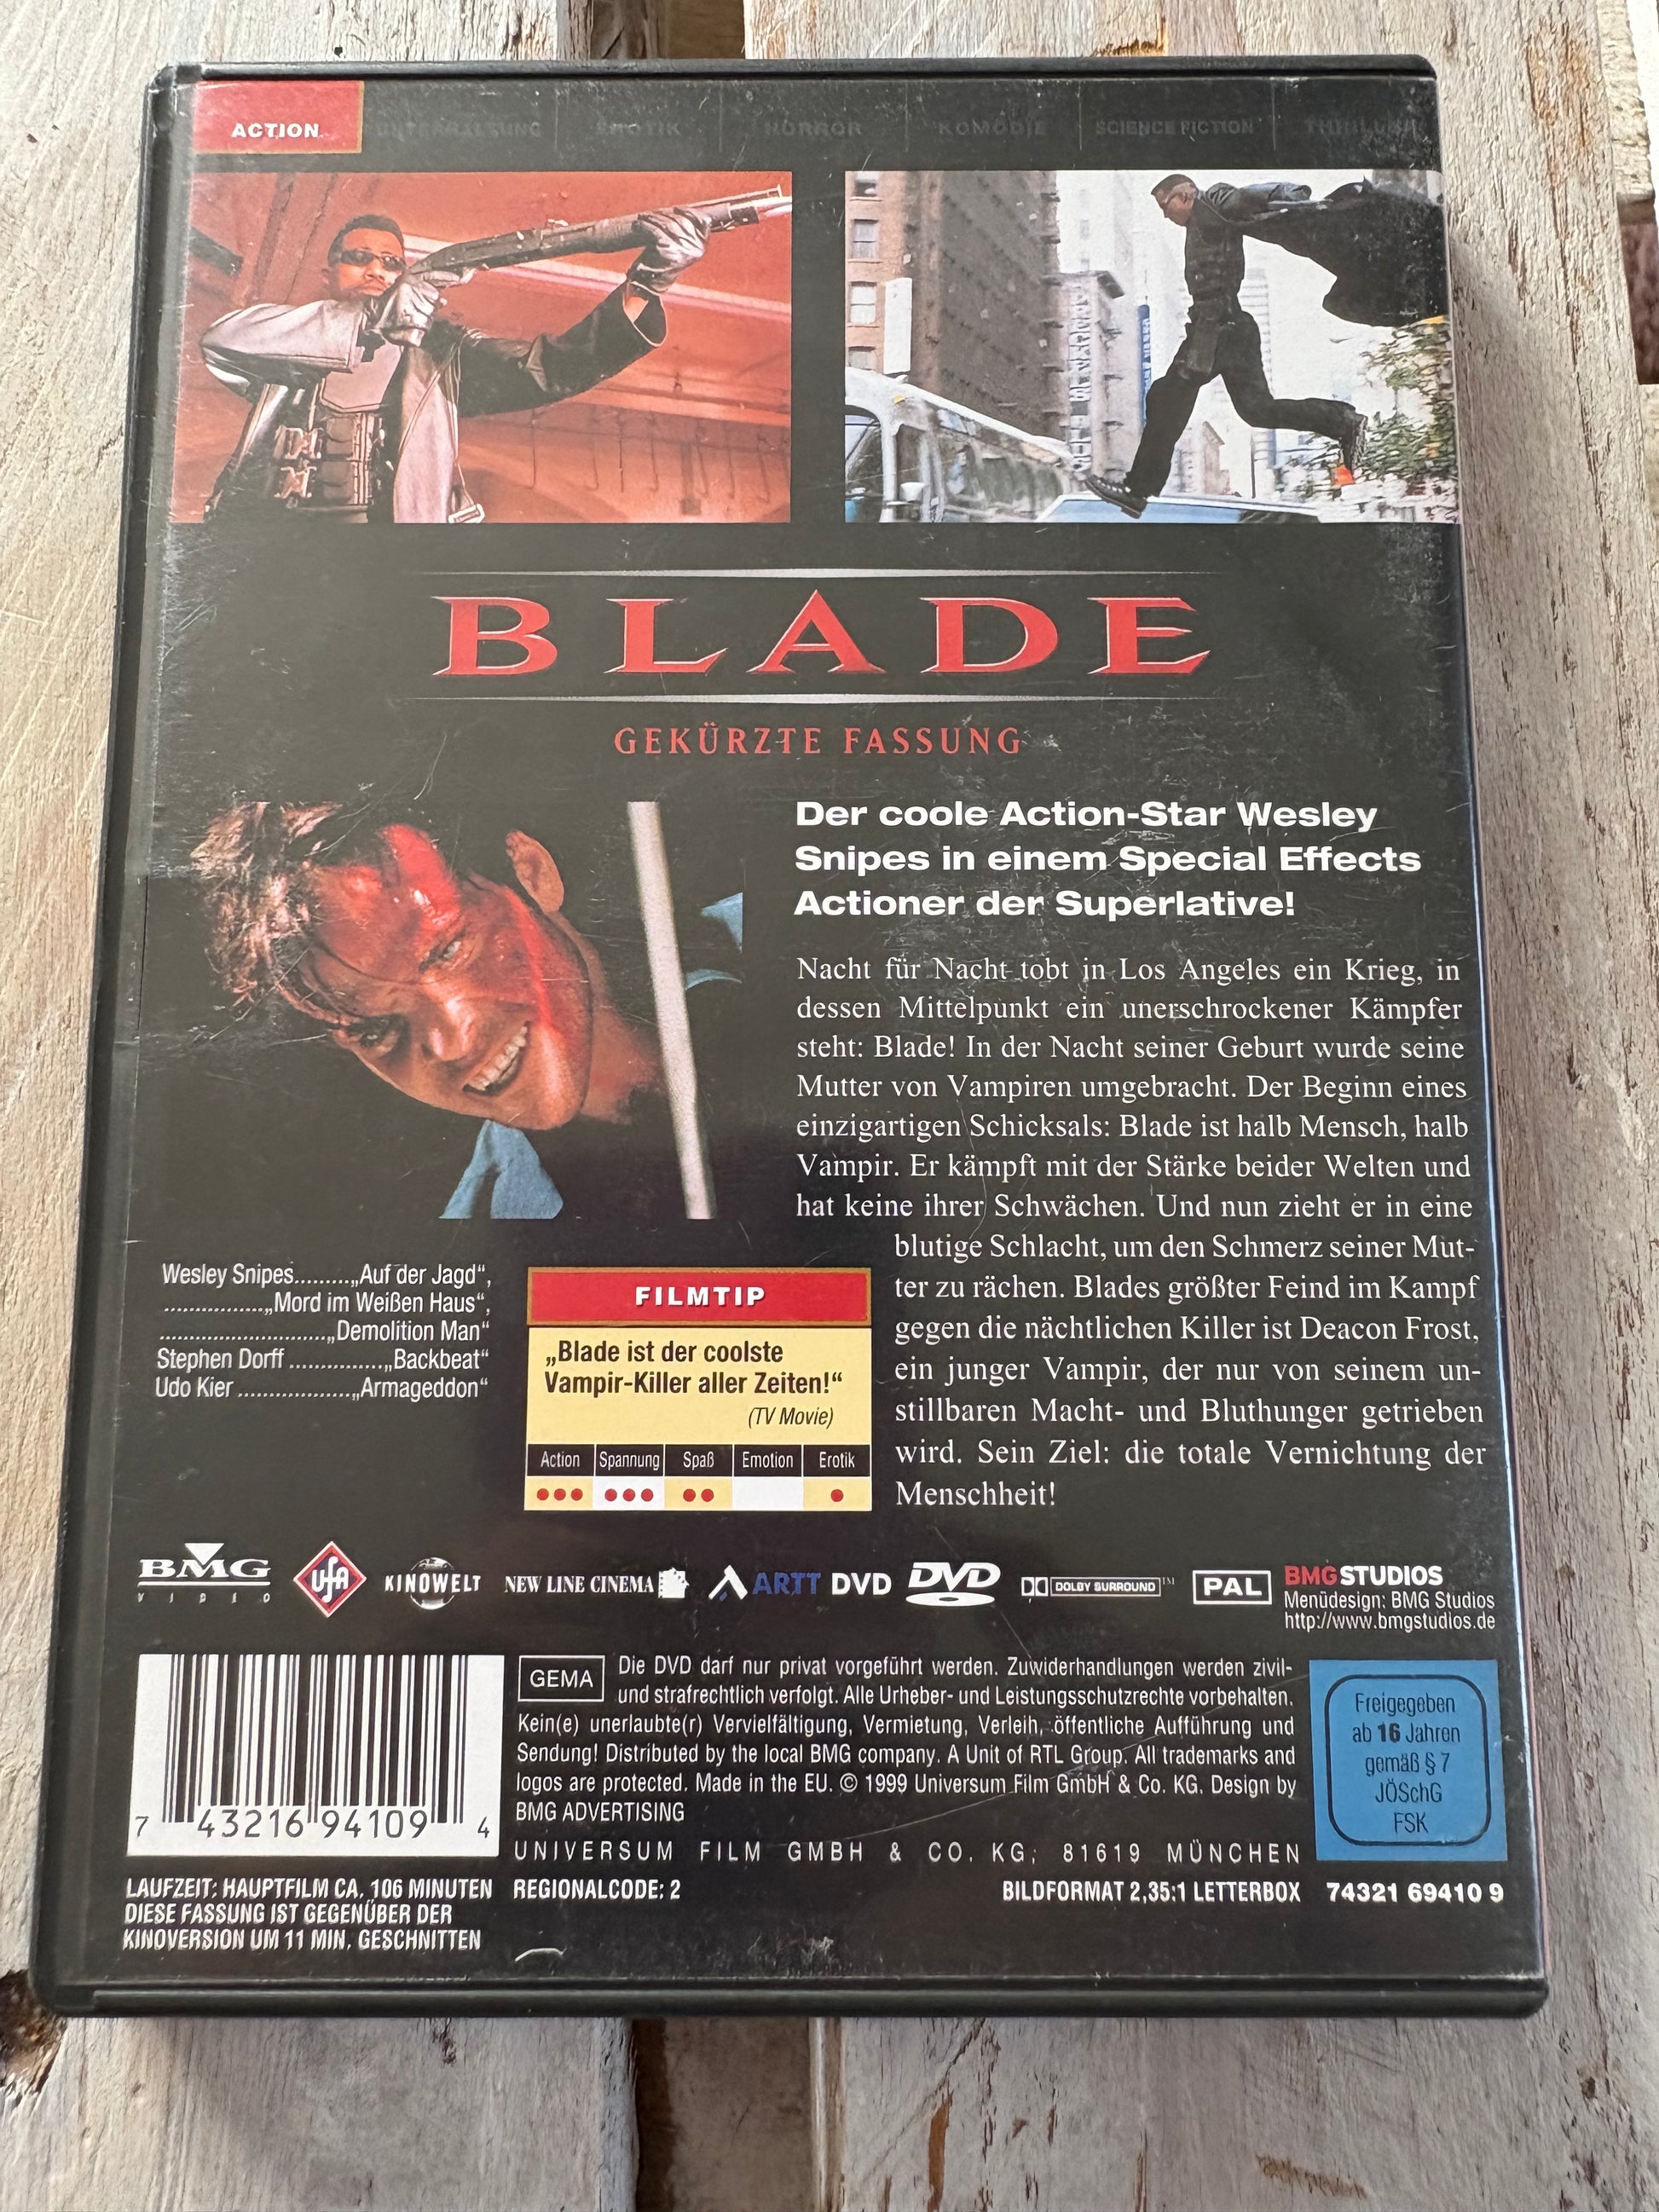 ACTION
UNTERHALTUNG EROTIK HORROR KOMÖDIE SCIENCE FICTION THRILLER
BLADE
GEKÜRZTE FASSUNG
Der coole Action-Star Wesley
Snipes in einem Special Effects
Actioner der Superlative!
Nacht für Nacht tobt in Los Angeles ein Krieg, in
dessen Mittelpunkt ein unerschrockener Kämpfer
steht: Blade! In der Nacht seiner Geburt wurde seine
Mutter von Vampiren umgebracht. Der Beginn eines
einzigartigen Schicksals: Blade ist halb Mensch, halb
Vampir. Er kämpft mit der Stärke beider Welten und
hat keine ihrer Schwächen. Und nun zieht er in eine
blutige Schlacht, um den Schmerz seiner Mut-
ter zu rächen. Blades größter Feind im Kampf
gegen die nächtlichen Killer ist Deacon Frost,
ein junger Vampir, der nur von seinem un-
stillbaren Macht- und Bluthunger getrieben
wird. Sein Ziel: die totale Vernichtung der
Menschheit!
Wesley Snipes.........„Auf der Jagd“,
.................„Mord im Weißen Haus“,
............................„Demolition Man“
Stephen Dorff ................„Backbeat“
Udo Kier ....................„Armageddon“
FILMTIP
„Blade ist der coolste
Vampir-Killer aller Zeiten!“
(TV Movie)
Action Spannung Spaß Emotion Erotik
BMG VIDEO UFA KINOWELT NEW LINE CINEMA ARTT DVD DVD DOLBY SURROUND™ PAL BMG STUDIOS
Menüdesign: BMG Studios
http://www.bmgstudios.de
GEMA Die DVD darf nur privat vorgeführt werden. Zuwiderhandlungen werden zivil-
und strafrechtlich verfolgt. Alle Urheber- und Leistungsschutzrechte vorbehalten.
Kein(e) unerlaubte(r) Vervielfältigung, Vermietung, Verleih, öffentliche Aufführung und
Sendung! Distributed by the local BMG company. A Unit of RTL Group. All trademarks and
logos are protected. Made in the EU. © 1999 Universum Film GmbH & Co. KG. Design by
BMG ADVERTISING
UNIVERSUM FILM GMBH & CO. KG, 81619 MÜNCHEN
Freigegeben
ab 16 Jahren
gemäß § 7
JÖSchG
FSK
7 43216 94109 4
LAUFZEIT: HAUPTFILM CA. 106 MINUTEN
DIESE FASSUNG IST GEGENÜBER DER
KINOVERSION UM 11 MIN. GESCHNITTEN
REGIONALCODE: 2
BILDFORMAT 2,35:1 LETTERBOX
74321 69410 9